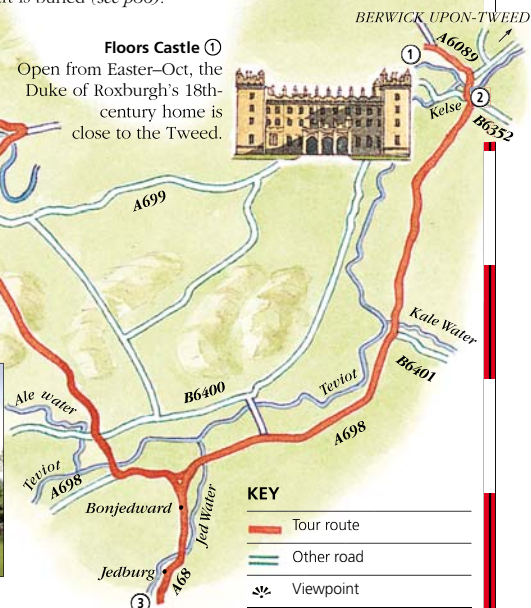 BERWICK UPON-TWEED
Floors Castle ①
Open from Easter–Oct, the
Duke of Roxburgh's 18th-
century home is
close to the Tweed.
①
A6089
②
Kelse
B6352
A699
Kale Water
B6401
B6400
Teviot
Ale water
A698
Teviot
A698
Bonjedward
Jed Water
Jedburg
A68
③
KEY
Tour route
Other road
Viewpoint